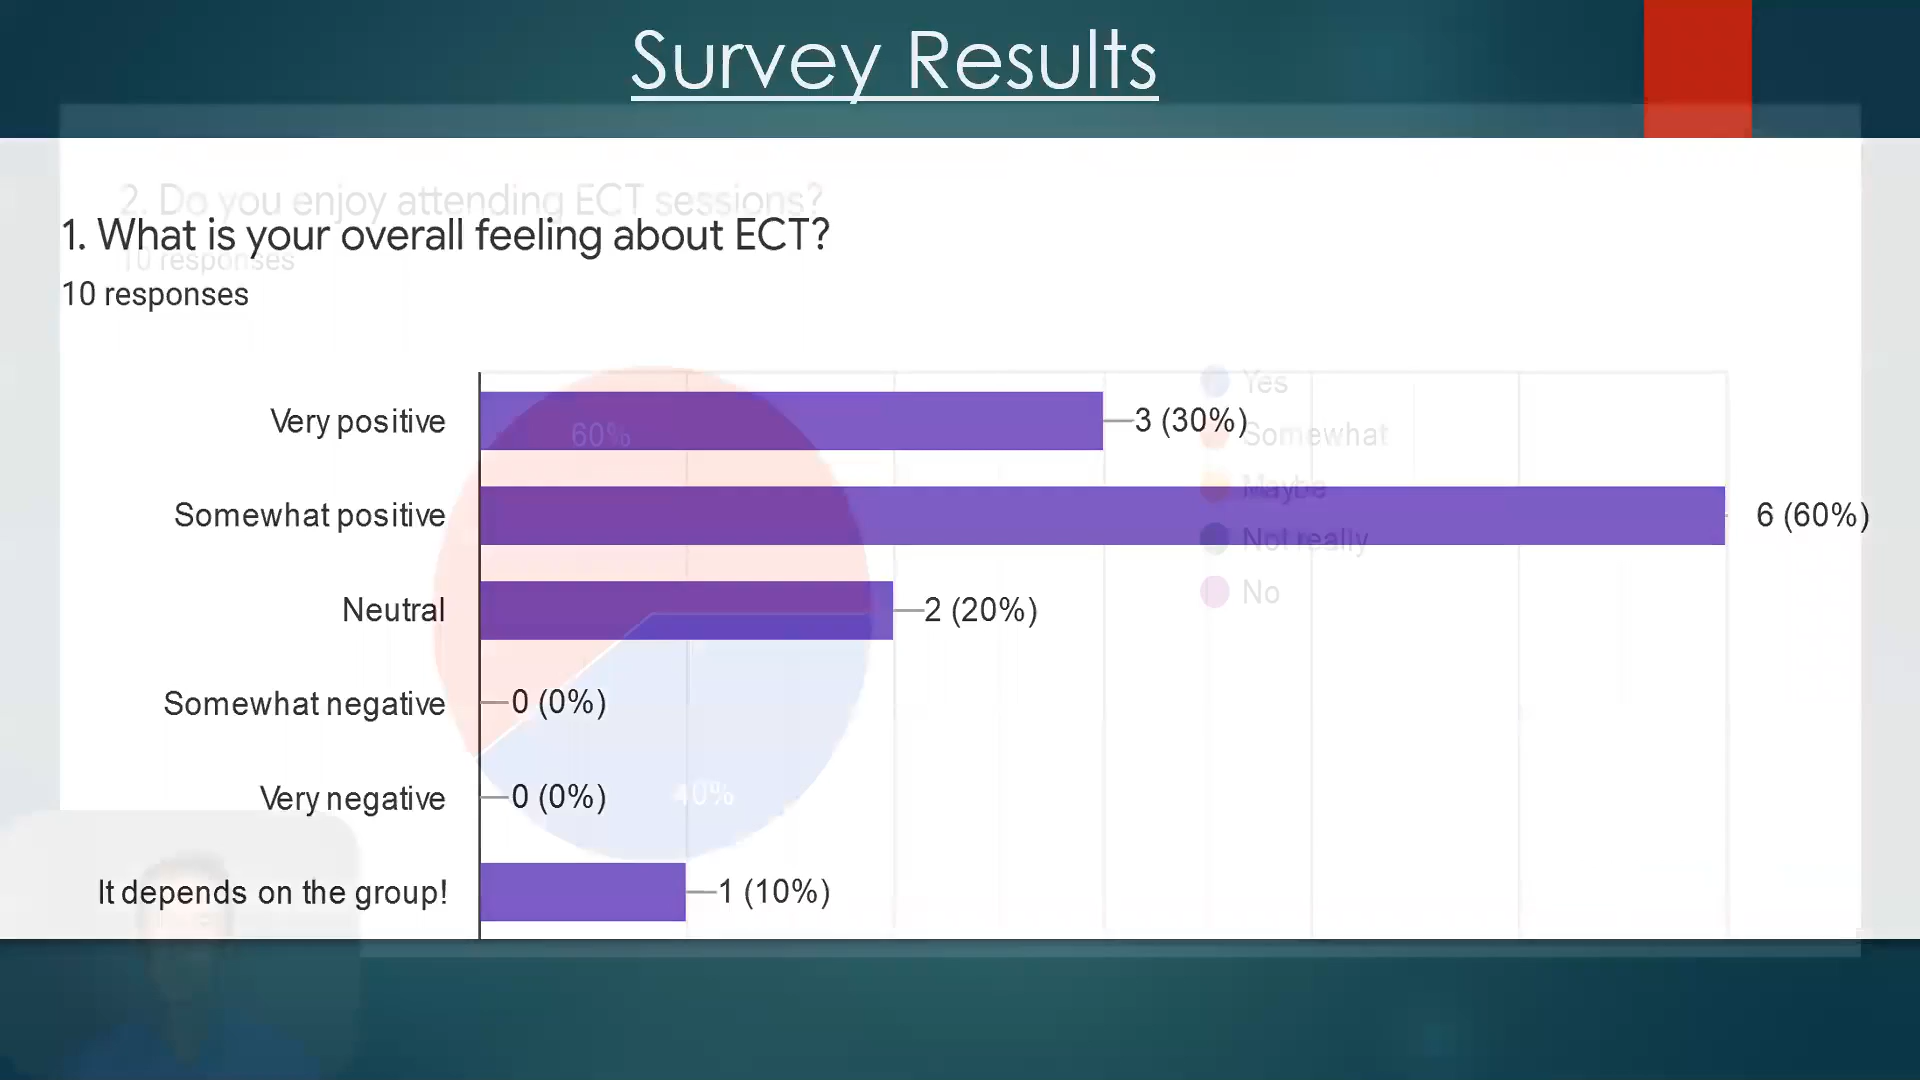 Survey Results
2. Do you enjoy attending ECT sessions?
1. What is your overall feeling about ECT?
10 responses
10 responses
Very positive
3 (30%)
Somewhat positive
6 (60%)
Neutral
2 (20%)
Somewhat negative
0 (0%)
Very negative
0 (0%)
It depends on the group!
1 (10%)
60%
40%
Yes
Somewhat
Maybe
Not really
No